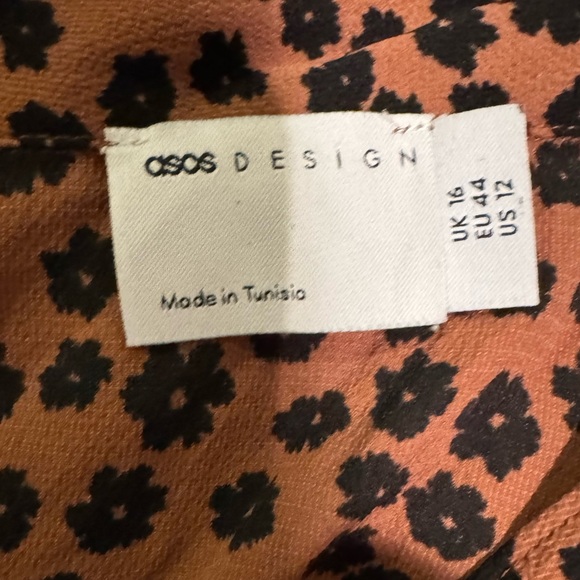 asos DESIGN
Made in Tunisia
UK 16
EU 44
US 12